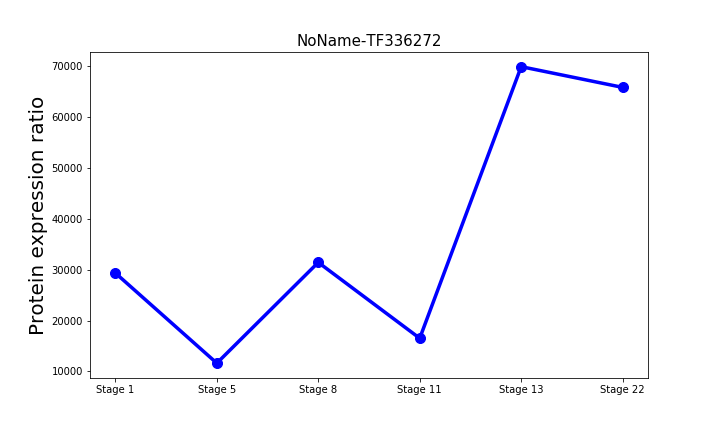 NoName-TF336272
Protein expression ratio
70000
60000
50000
40000
30000
20000
10000
Stage 1 Stage 5 Stage 8 Stage 11 Stage 13 Stage 22